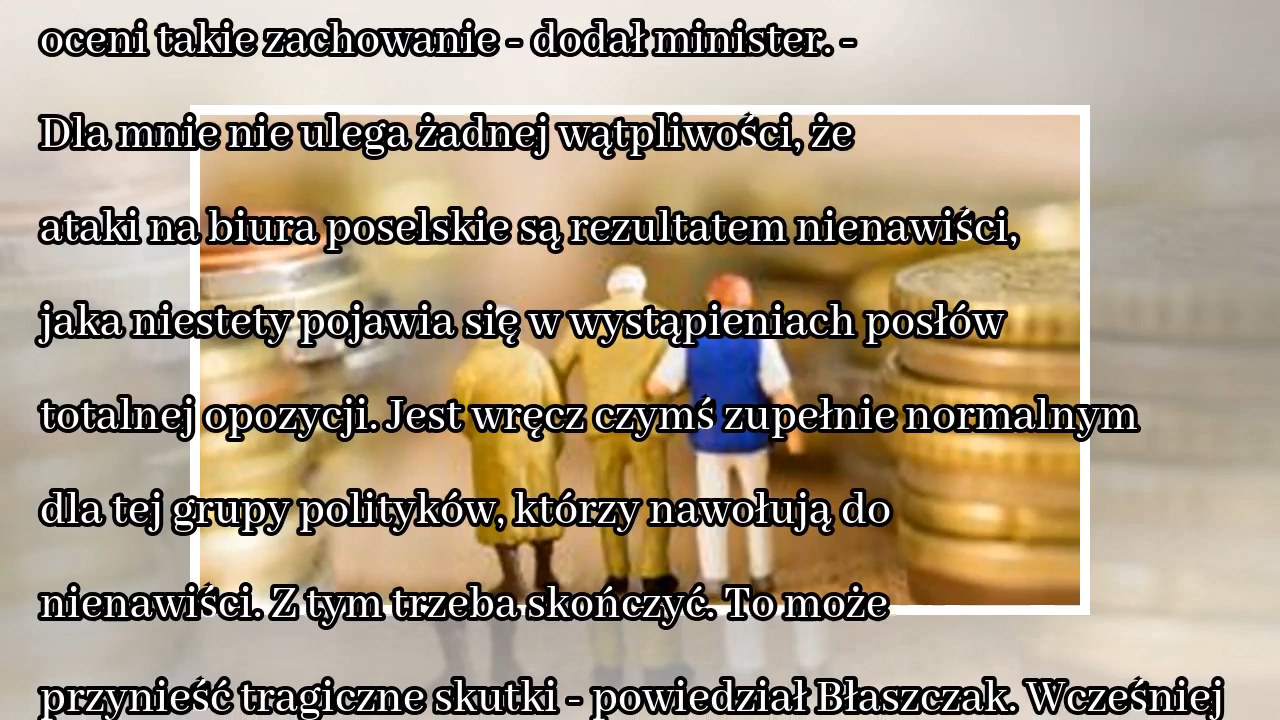 oceni takie zachowanie - dodał minister. -
Dla mnie nie ulega żadnej wątpliwości, że
ataki na biura poselskie są rezultatem nienawiści,
jaka niestety pojawia się w wystąpieniach posłów
totalnej opozycji. Jest wręcz czymś zupełnie normalnym
dla tej grupy polityków, którzy nawołują do
nienawiści. Z tym trzeba skończyć. To może
przynieść tragiczne skutki - powiedział Błaszczak. Wcześniej